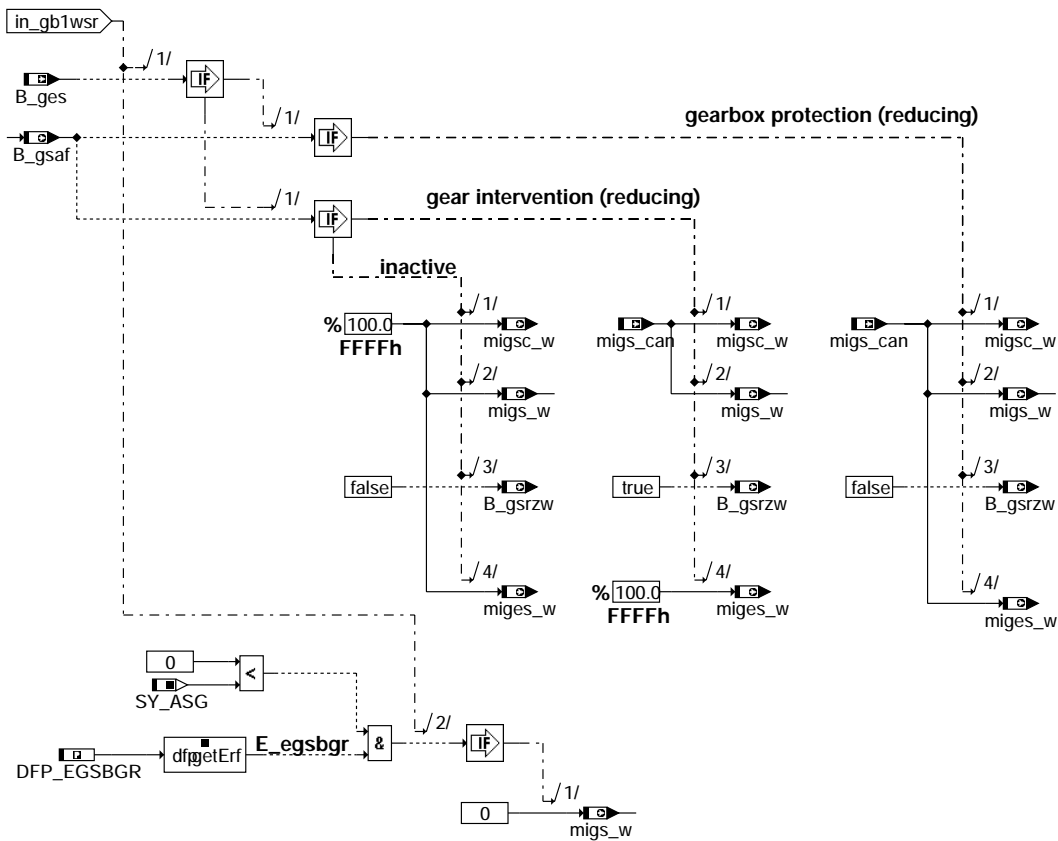 in_gb1wsr
/1/
IF
B_ges
/1/
gearbox protection (reducing)
IF
B_gsaf
/1/
gear intervention (reducing)
IF
inactive
/1/ /1/ /1/
% 100.0 migsc_w migs_can migsc_w migs_can migsc_w
FFFFh
/2/ /2/ /2/
migs_w migs_w migs_w
/3/ /3/ /3/
false true false
B_gsrzw B_gsrzw B_gsrzw
/4/ /4/ /4/
miges_w % 100.0 miges_w miges_w
FFFFh
0
<
SY_ASG
/2/
E_egsbgr & IF
dfpgetErf
DFP_EGSBGR
/1/
0
migs_w